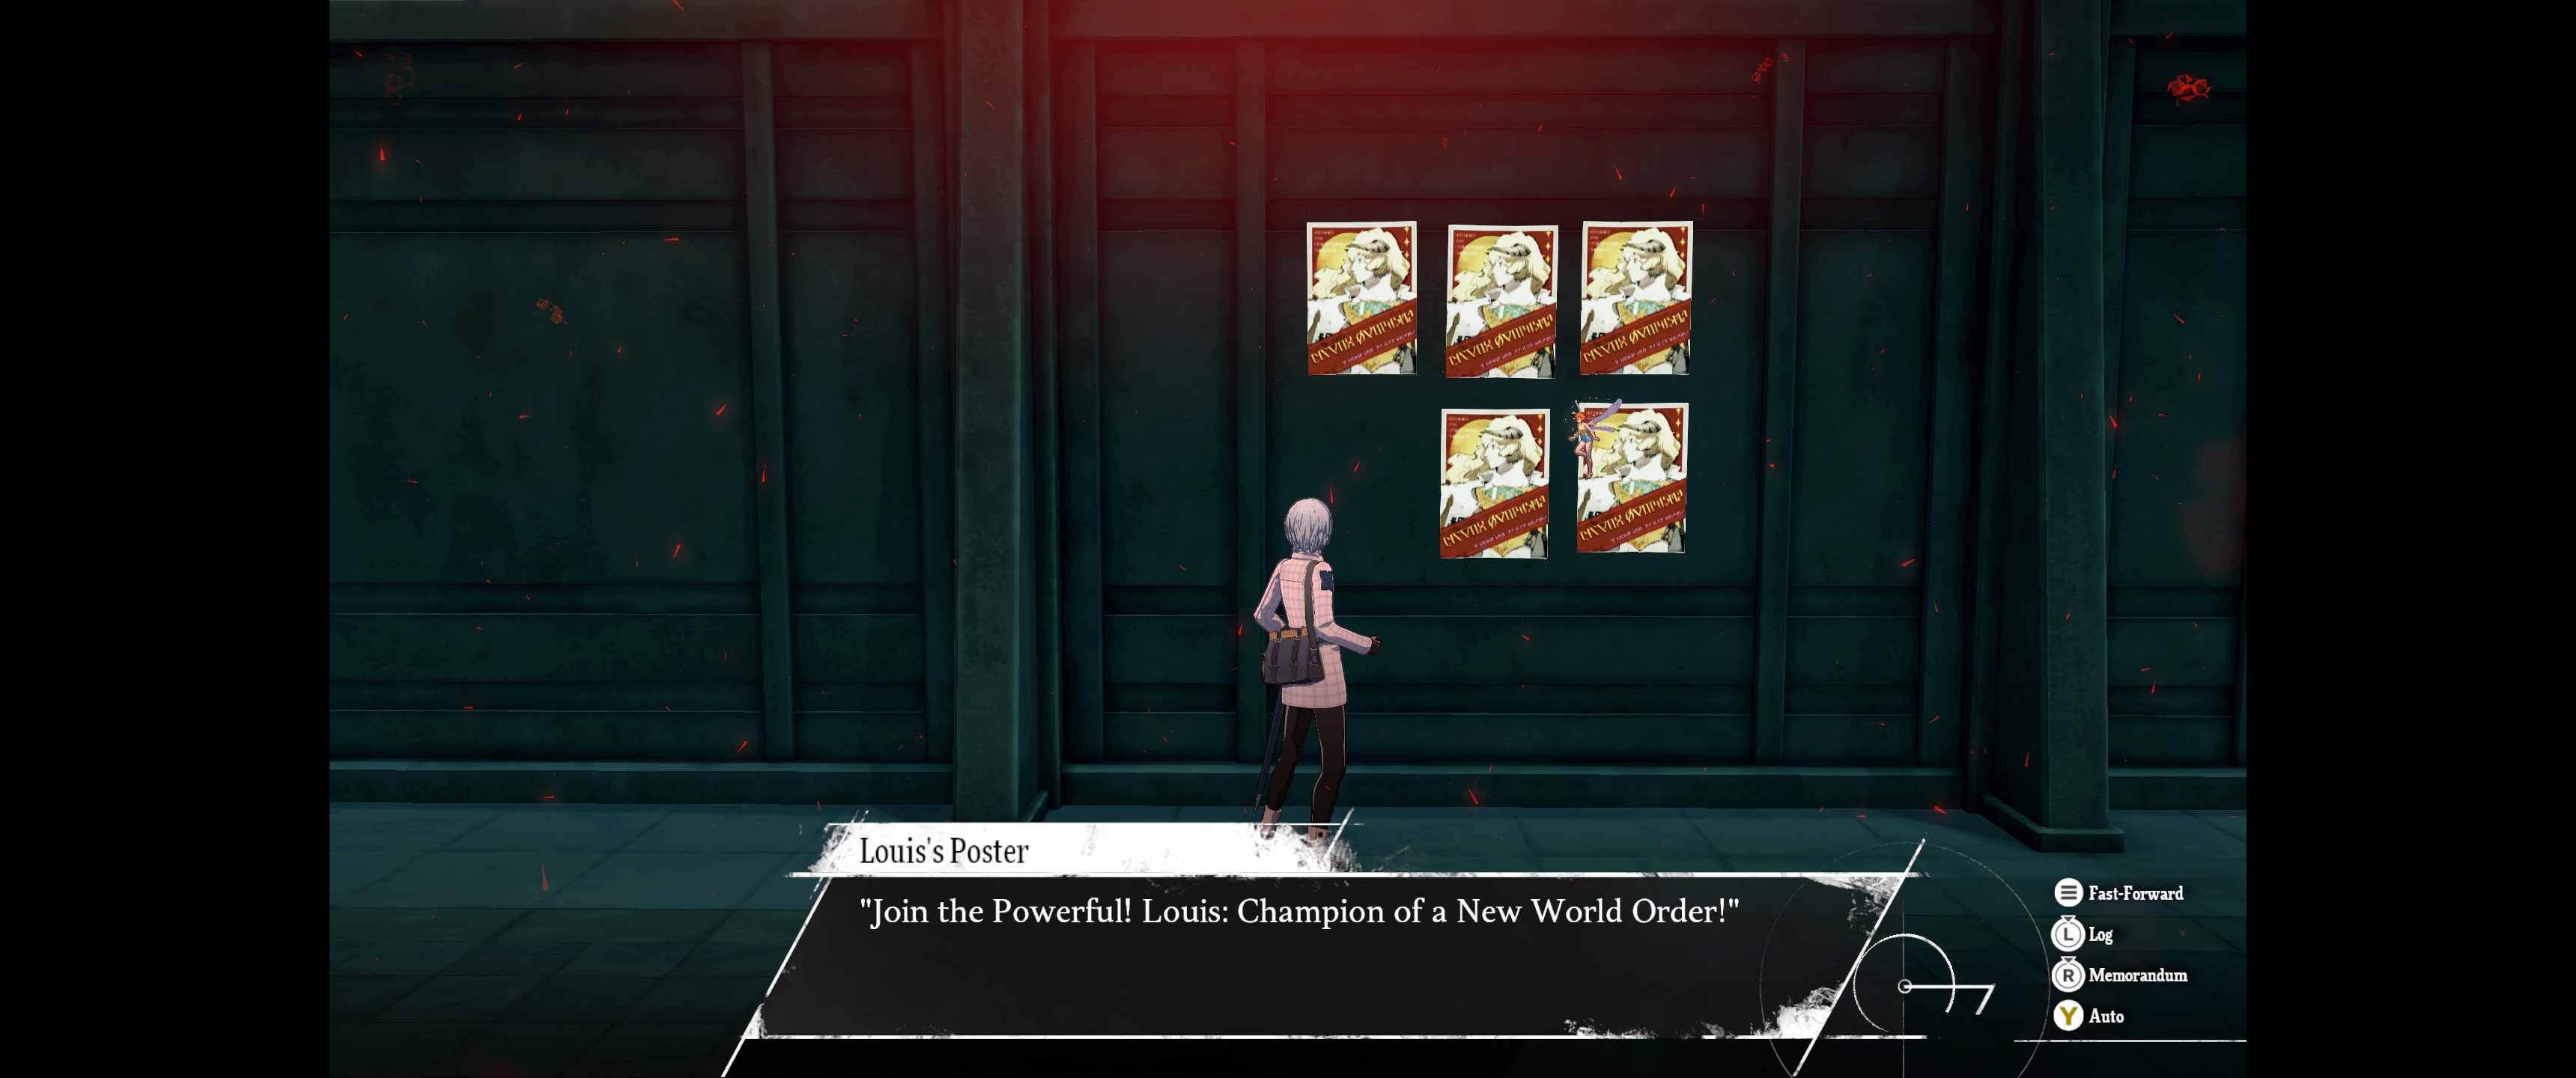 Louis's Poster
"Join the Powerful! Louis: Champion of a New World Order!"
Fast-Forward
L Log
R Memorandum
Y Auto